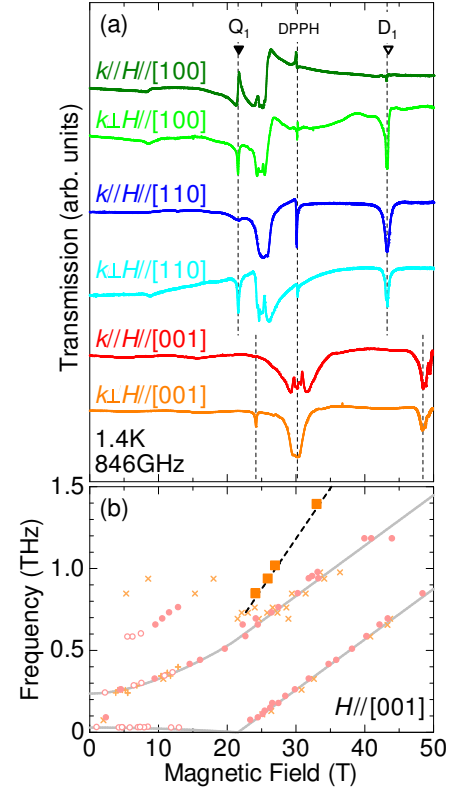 Q₁ DPPH D₁
(a)
k//H//[100]
k⊥H//[100]
k//H//[110]
k⊥H//[110]
k//H//[001]
k⊥H//[001]
1.4K
846GHz
Transmission (arb. units)
(b)
1.5
1.0
0.5
0
Frequency (THz)
H//[001]
0 10 20 30 40 50
Magnetic Field (T)